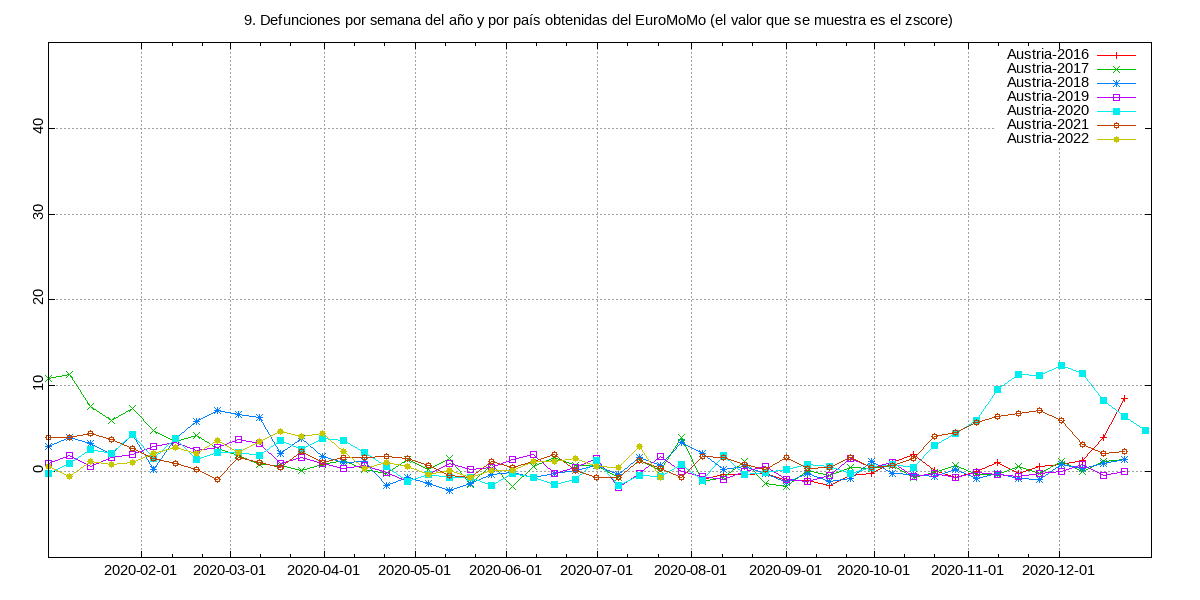 9. Defunciones por semana del año y por país obtenidas del EuroMoMo (el valor que se muestra es el zscore)
Austria-2016
Austria-2017
Austria-2018
Austria-2019
Austria-2020
Austria-2021
Austria-2022
40
30
20
10
0
2020-02-01 2020-03-01 2020-04-01 2020-05-01 2020-06-01 2020-07-01 2020-08-01 2020-09-01 2020-10-01 2020-11-01 2020-12-01